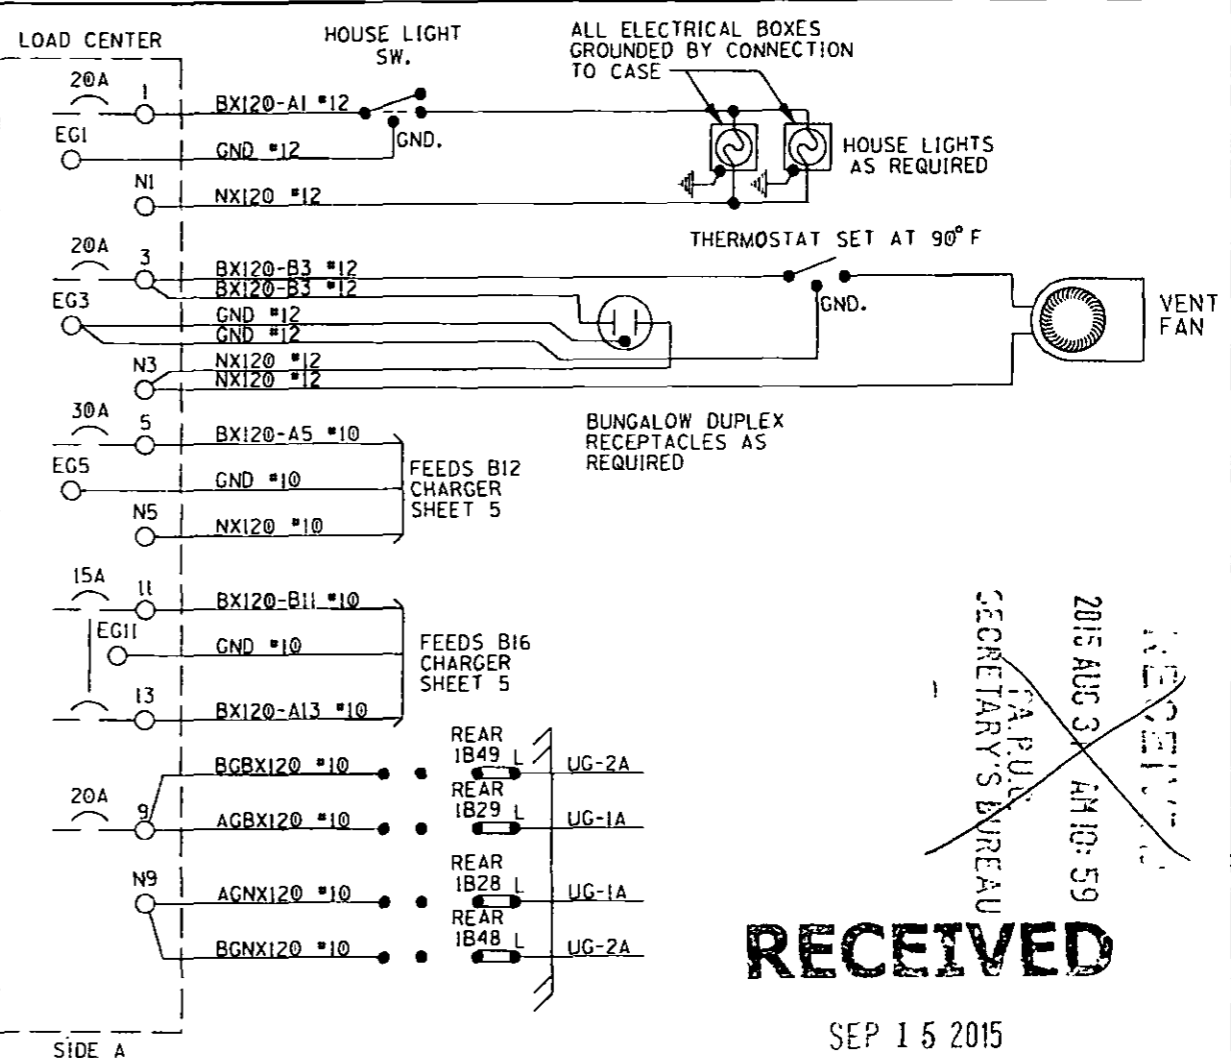 LOAD CENTER
HOUSE LIGHT
SW.
ALL ELECTRICAL BOXES
GROUNDED BY CONNECTION
TO CASE
20A
1
BX120-A1 #12
EG1
GND #12
GND.
HOUSE LIGHTS
AS REQUIRED
N1
NX120 #12
THERMOSTAT SET AT 90° F
20A
3
BX120-B3 #12
BX120-B3 #12
EG3
GND #12
GND #12
GND.
VENT
FAN
N3
NX120 #12
NX120 #12
30A
5
BX120-A5 #10
BUNGALOW DUPLEX
RECEPTACLES AS
REQUIRED
EG5
GND #10
FEEDS B12
CHARGER
SHEET 5
N5
NX120 #10
15A
11
BX120-B11 #10
EG11
GND #10
FEEDS B16
CHARGER
SHEET 5
13
BX120-A13 #10
REAR
1B49 L
BGBX120 #10
UG-2A
20A
9
REAR
1B29 L
AGBX120 #10
UG-1A
N9
REAR
1B28 L
AGNX120 #10
UG-1A
REAR
1B48 L
BGNX120 #10
UG-2A
SIDE A
2015 AUG 31 AM 10: 59
PA.P.U.C
SECRETARY'S BUREAU
RECEIVED
SEP 15 2015